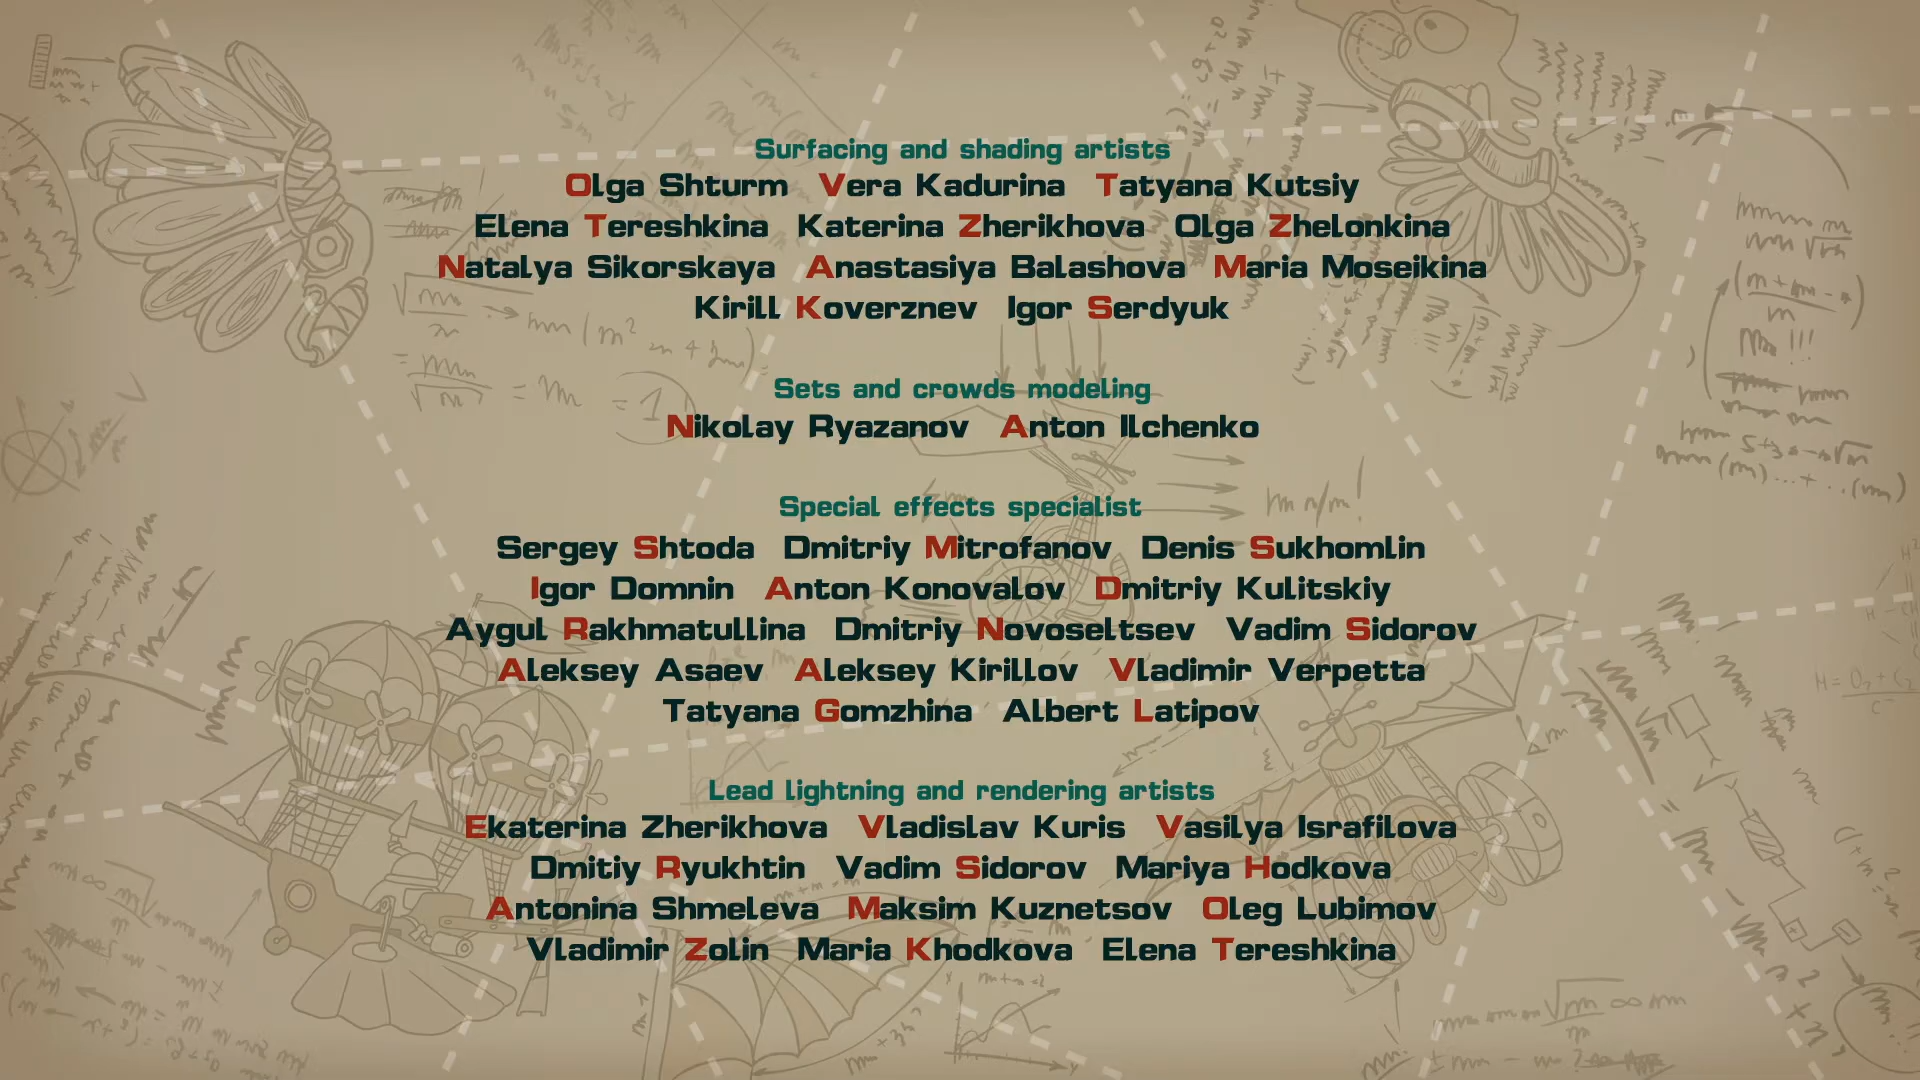 Surfacing and shading artists
Olga Shturm Vera Kadurina Tatyana Kutsiy
Elena Tereshkina Katerina Zherikhova Olga Zhelonkina
Natalya Sikorskaya Anastasiya Balashova Maria Moseikina
Kirill Koverznev Igor Serdyuk
Sets and crowds modeling
Nikolay Ryazanov Anton Ilchenko
Special effects specialist
Sergey Shtoda Dmitriy Mitrofanov Denis Sukhomlin
Igor Domnin Anton Konovalov Dmitriy Kulitskiy
Aygul Rakhmatullina Dmitriy Novoseltsev Vadim Sidorov
Aleksey Asaev Aleksey Kirillov Vladimir Verpetta
Tatyana Gomzhina Albert Latipov
Lead lightning and rendering artists
Ekaterina Zherikhova Vladislav Kuris Vasilya Israfilova
Dmitiy Ryukhtin Vadim Sidorov Mariya Hodkova
Antonina Shmeleva Maksim Kuznetsov Oleg Lubimov
Vladimir Zolin Maria Khodkova Elena Tereshkina